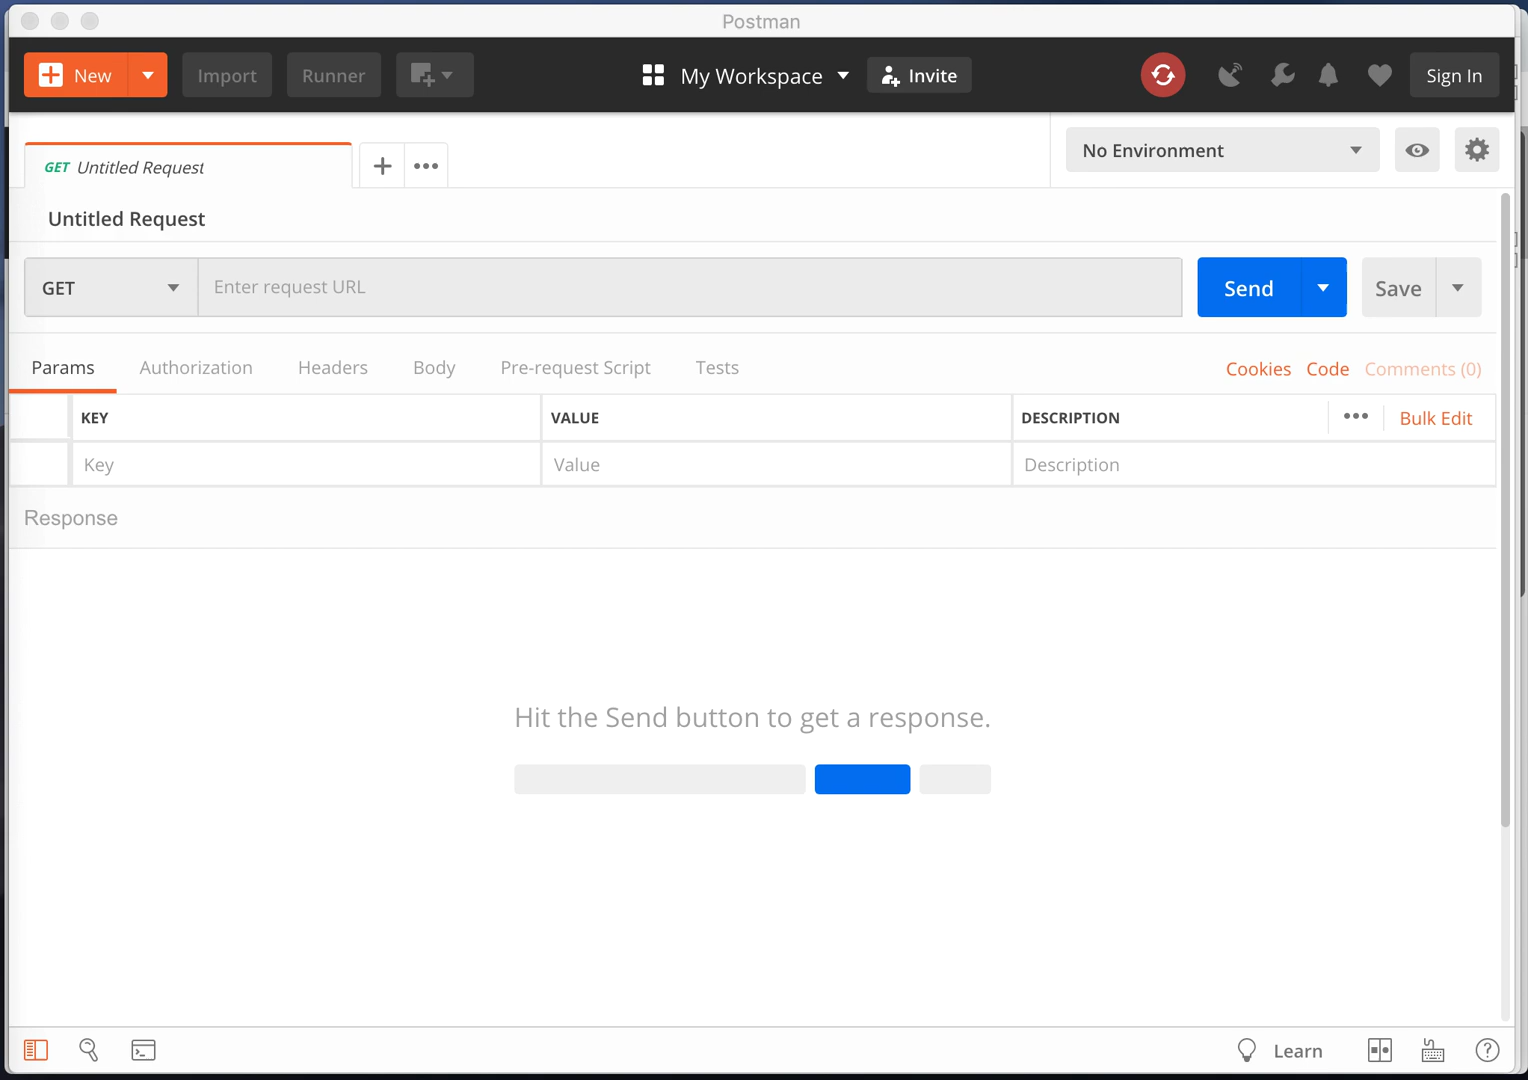 Postman
New Import Runner My Workspace Invite Sign In
GET Untitled Request No Environment
Untitled Request
GET Enter request URL Send Save
Params Authorization Headers Body Pre-request Script Tests Cookies Code Comments (0)
KEY VALUE DESCRIPTION Bulk Edit
Key Value Description
Response
Hit the Send button to get a response.
Learn